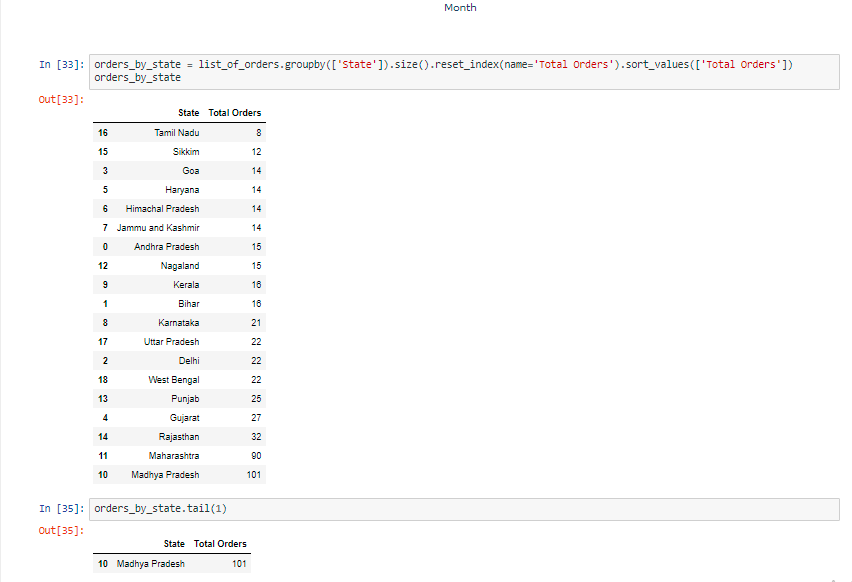 Month
In [33]: orders_by_state = list_of_orders.groupby(['State']).size().reset_index(name='Total Orders').sort_values(['Total Orders'])
orders_by_state
Out[33]:
State Total Orders
16 Tamil Nadu 8
15 Sikkim 12
3 Goa 14
5 Haryana 14
6 Himachal Pradesh 14
7 Jammu and Kashmir 14
0 Andhra Pradesh 15
12 Nagaland 15
9 Kerala 16
1 Bihar 16
8 Karnataka 21
17 Uttar Pradesh 22
2 Delhi 22
18 West Bengal 22
13 Punjab 25
4 Gujarat 27
14 Rajasthan 32
11 Maharashtra 90
10 Madhya Pradesh 101
In [35]: orders_by_state.tail(1)
Out[35]:
State Total Orders
10 Madhya Pradesh 101